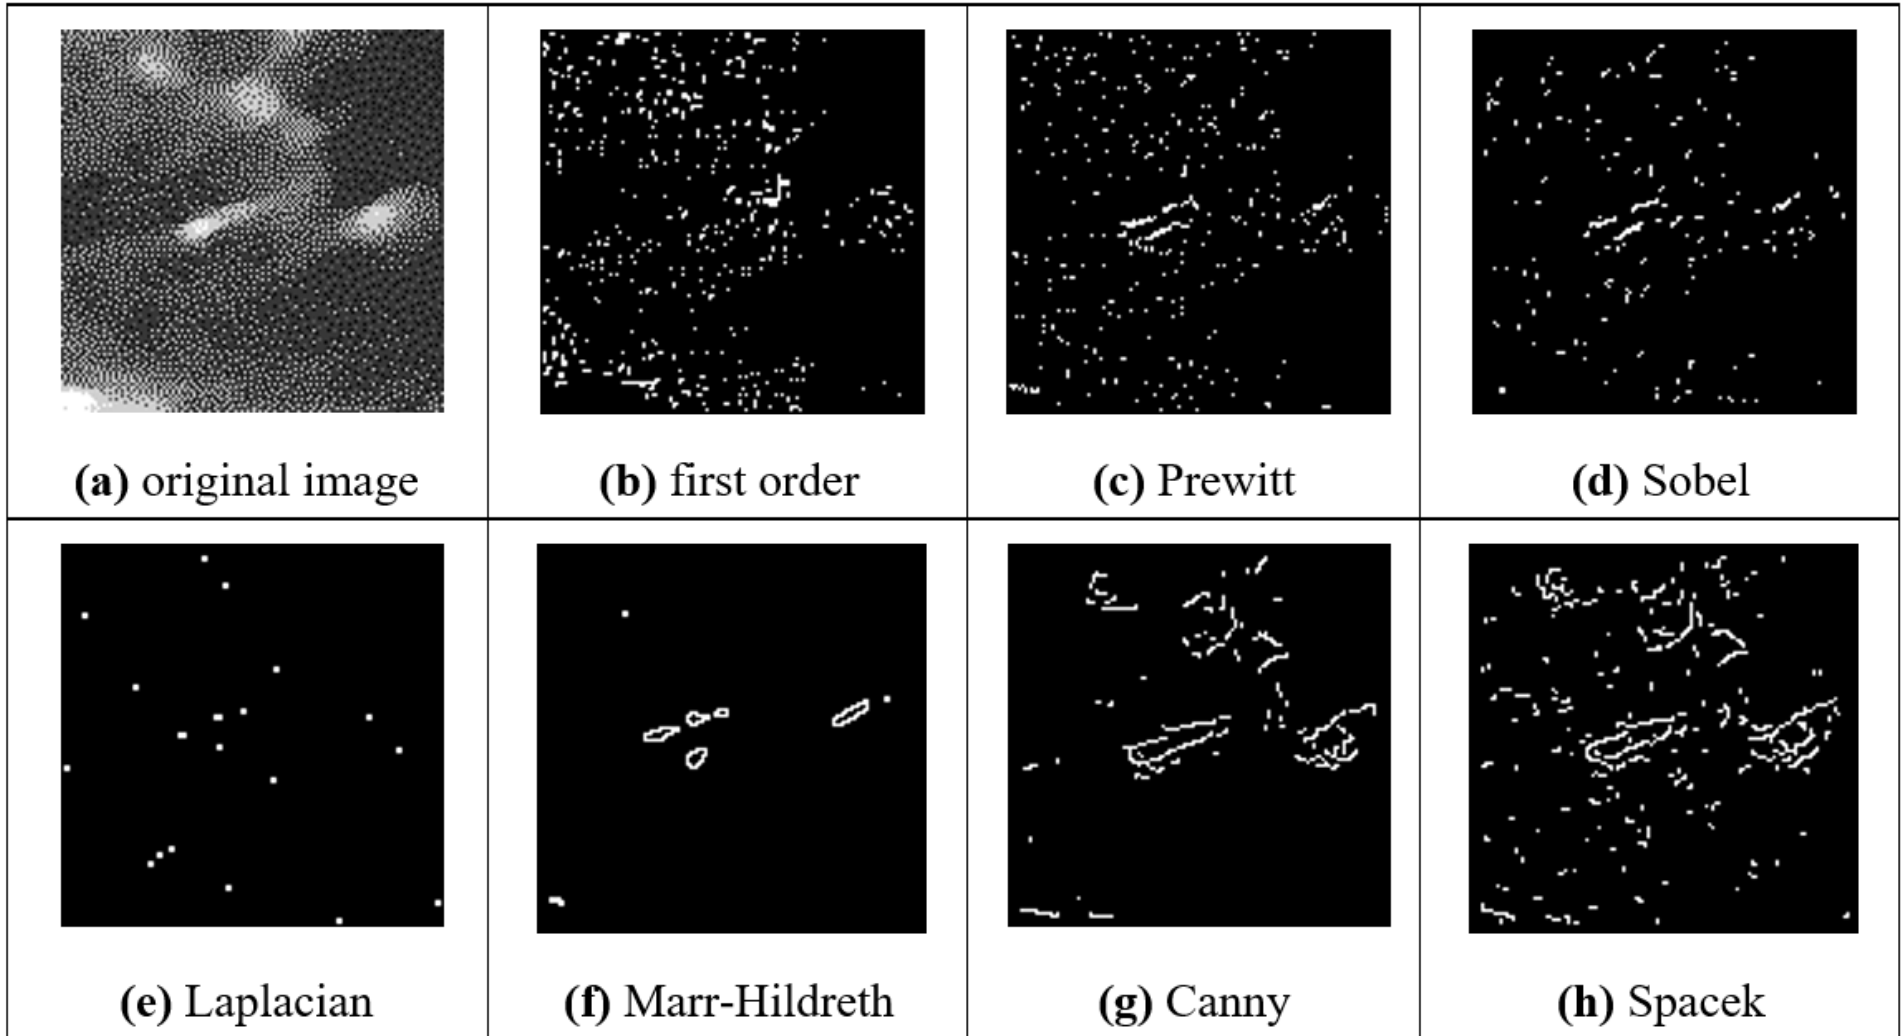 (a) original image
(b) first order
(c) Prewitt
(d) Sobel
(e) Laplacian
(f) Marr-Hildreth
(g) Canny
(h) Spacek